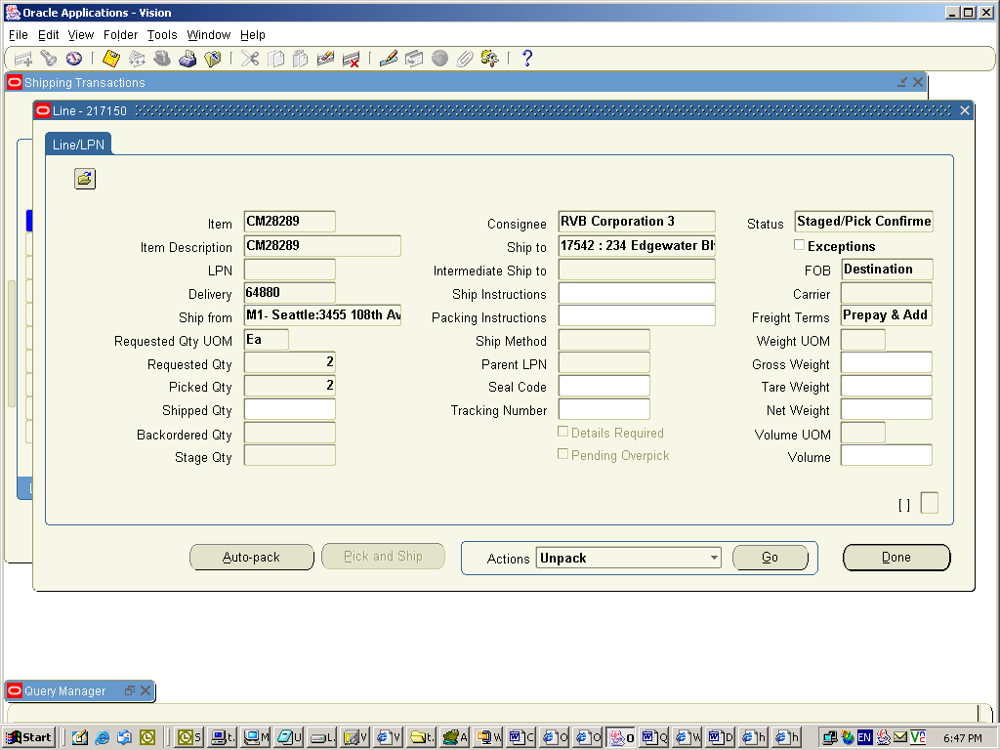 Oracle Applications - Vision
File Edit View Folder Tools Window Help
Shipping Transactions
Line - 217150
Line/LPN
Item CM28289
Item Description CM28289
LPN
Delivery 64880
Ship from M1- Seattle:3455 108th Av
Requested Qty UOM Ea
Requested Qty 2
Picked Qty 2
Shipped Qty
Backordered Qty
Stage Qty
Consignee RVB Corporation 3
Ship to 17542 : 234 Edgewater
Intermediate Ship to
Ship Instructions
Packing Instructions
Ship Method
Parent LPN
Seal Code
Tracking Number
Details Required
Pending Overpick
Status Staged/Pick Confirme
Exceptions
FOB Destination
Carrier
Freight Terms Prepay & Add
Weight UOM
Gross Weight
Tare Weight
Net Weight
Volume UOM
Volume
[ ]
Auto-pack Pick and Ship Actions Unpack Go Done
Query Manager
Start S t. M U L V V t. A W C O O O Q W D h h EN 6:47 PM